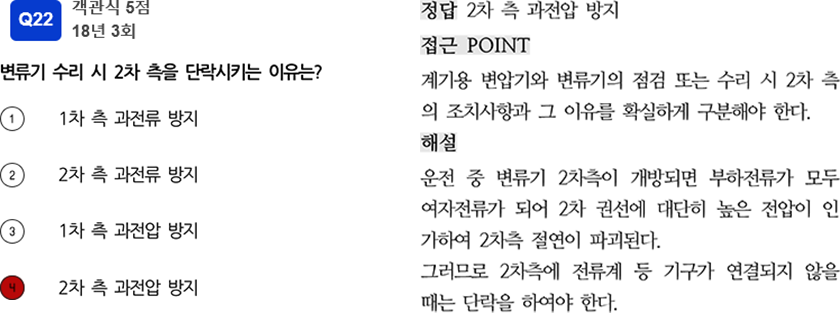 Q22
객관식 5점
18년 3회
변류기 수리 시 2차 측을 단락시키는 이유는?
1 1차 측 과전류 방지
2 2차 측 과전류 방지
3 1차 측 과전압 방지
4 2차 측 과전압 방지
정답 2차 측 과전압 방지
접근 POINT
계기용 변압기와 변류기의 점검 또는 수리 시 2차 측
의 조치사항과 그 이유를 확실하게 구분해야 한다.
해설
운전 중 변류기 2차측이 개방되면 부하전류가 모두
여자전류가 되어 2차 권선에 대단히 높은 전압이 인
가하여 2차측 절연이 파괴된다.
그러므로 2차측에 전류계 등 기구가 연결되지 않을
때는 단락을 하여야 한다.